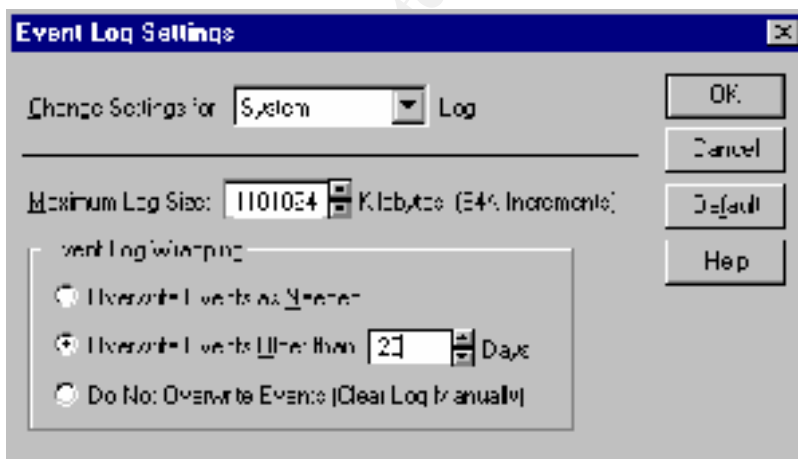 Event Log Settings
Change Settings for System Log
OK
Cancel
Maximum Log Size: Kilobytes (64K Increments)
Default
Event Log Wrapping
Help
Overwrite Events as Needed
Overwrite Events Older than Days
Do Not Overwrite Events (Clear Log Manually)